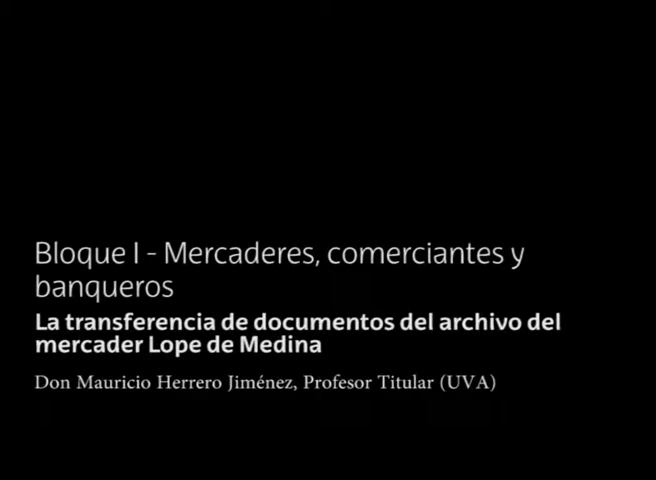 Bloque I - Mercaderes, comerciantes y
banqueros
La transferencia de documentos del archivo del
mercader Lope de Medina
Don Mauricio Herrero Jiménez, Profesor Titular (UVA)